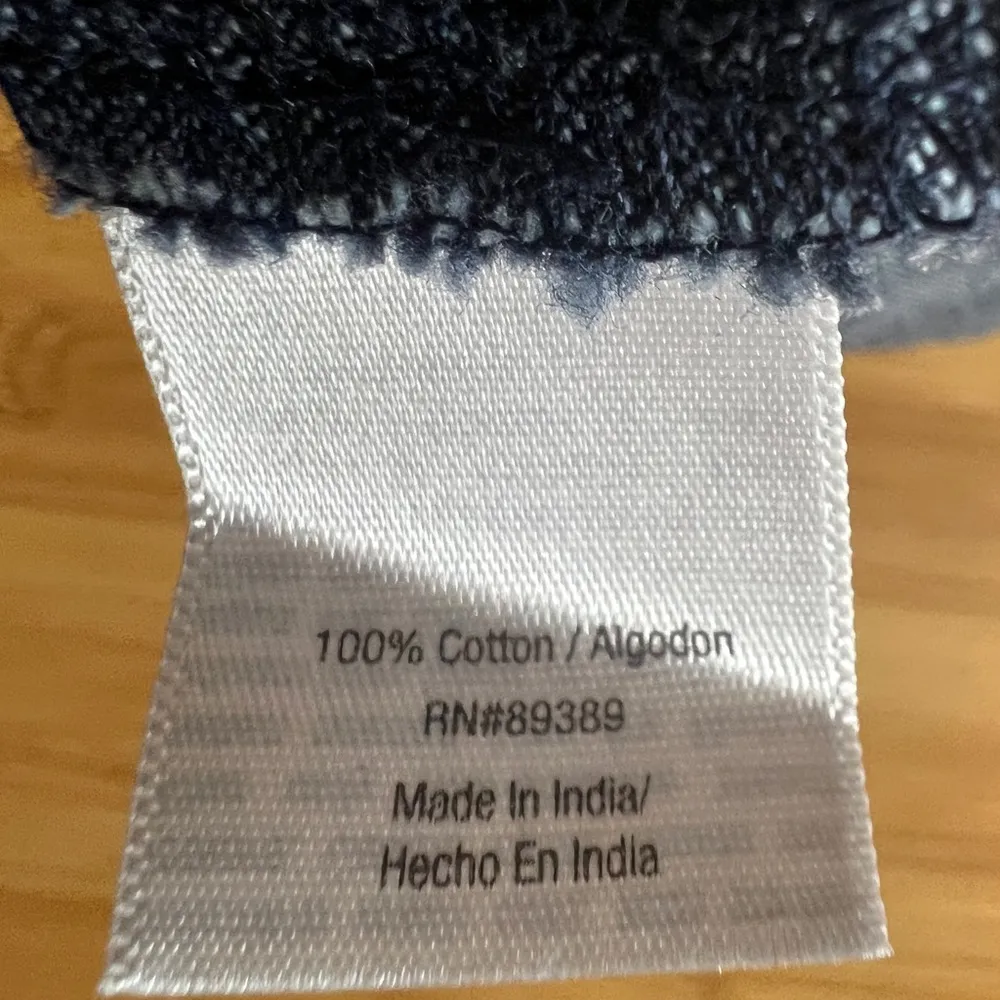 100% Cotton / Algodon
RN#89389
Made In India/
Hecho En India